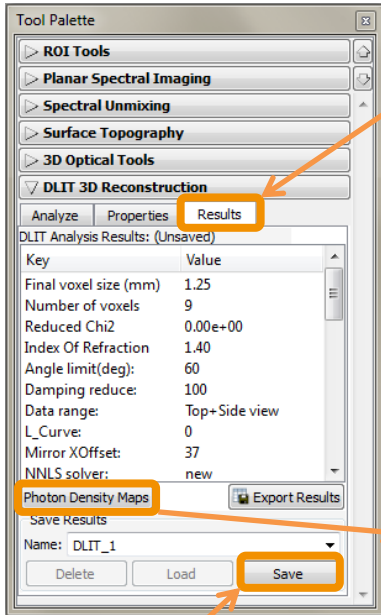 Tool Palette
ROI Tools
Planar Spectral Imaging
Spectral Unmixing
Surface Topography
3D Optical Tools
DLIT 3D Reconstruction
Analyze Properties Results
DLIT Analysis Results: (Unsaved)
Key Value
Final voxel size (mm) 1.25
Number of voxels 9
Reduced Chi2 0.00e+00
Index Of Refraction 1.40
Angle limit(deg): 60
Damping reduce: 100
Data range: Top+Side view
L_Curve: 0
Mirror XOffset: 37
NNLS solver: new
Photon Density Maps Export Results
Save Results
Name: DLIT_1
Delete Load Save